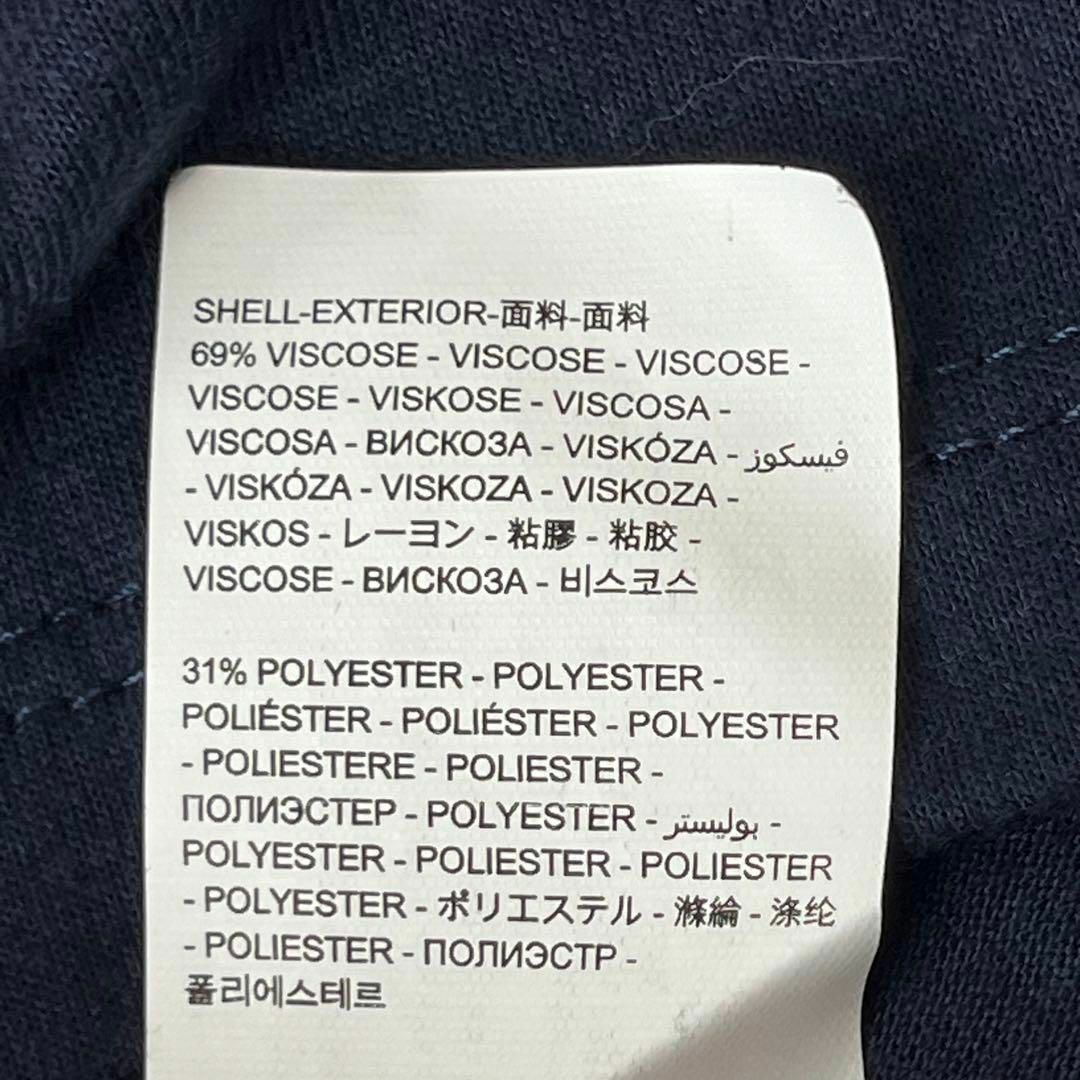 SHELL-EXTERIOR-面料-面料
69% VISCOSE - VISCOSE - VISCOSE -
VISCOSE - VISKOSE - VISCOSA -
VISCOSA - ВИСКОЗА - VISKÓZA - فيسكوز
- VISKÓZA - VISKOZA - VISKOZA -
VISKOS - レーヨン - 粘膠 - 粘胶 -
VISCOSE - ВИСКОЗА - 비스코스
31% POLYESTER - POLYESTER -
POLIÉSTER - POLIÉSTER - POLYESTER
- POLIESTERE - POLIESTER -
ПОЛИЭСТЕР - POLYESTER - بوليستر -
POLYESTER - POLIESTER - POLIESTER
- POLYESTER - ポリエステル - 滌綸 - 涤纶
- POLIESTER - ПОЛИЭСТР -
폴리에스테르